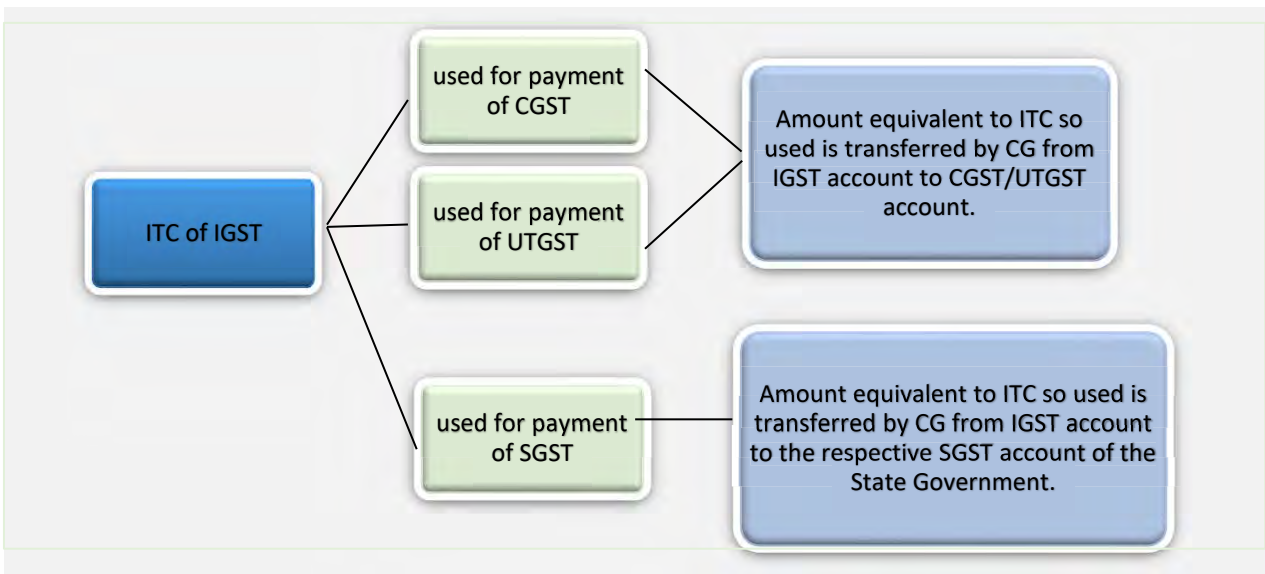 ITC of IGST
used for payment
of CGST
used for payment
of UTGST
Amount equivalent to ITC so
used is transferred by CG from
IGST account to CGST/UTGST
account.
used for payment
of SGST
Amount equivalent to ITC so used is
transferred by CG from IGST account
to the respective SGST account of the
State Government.